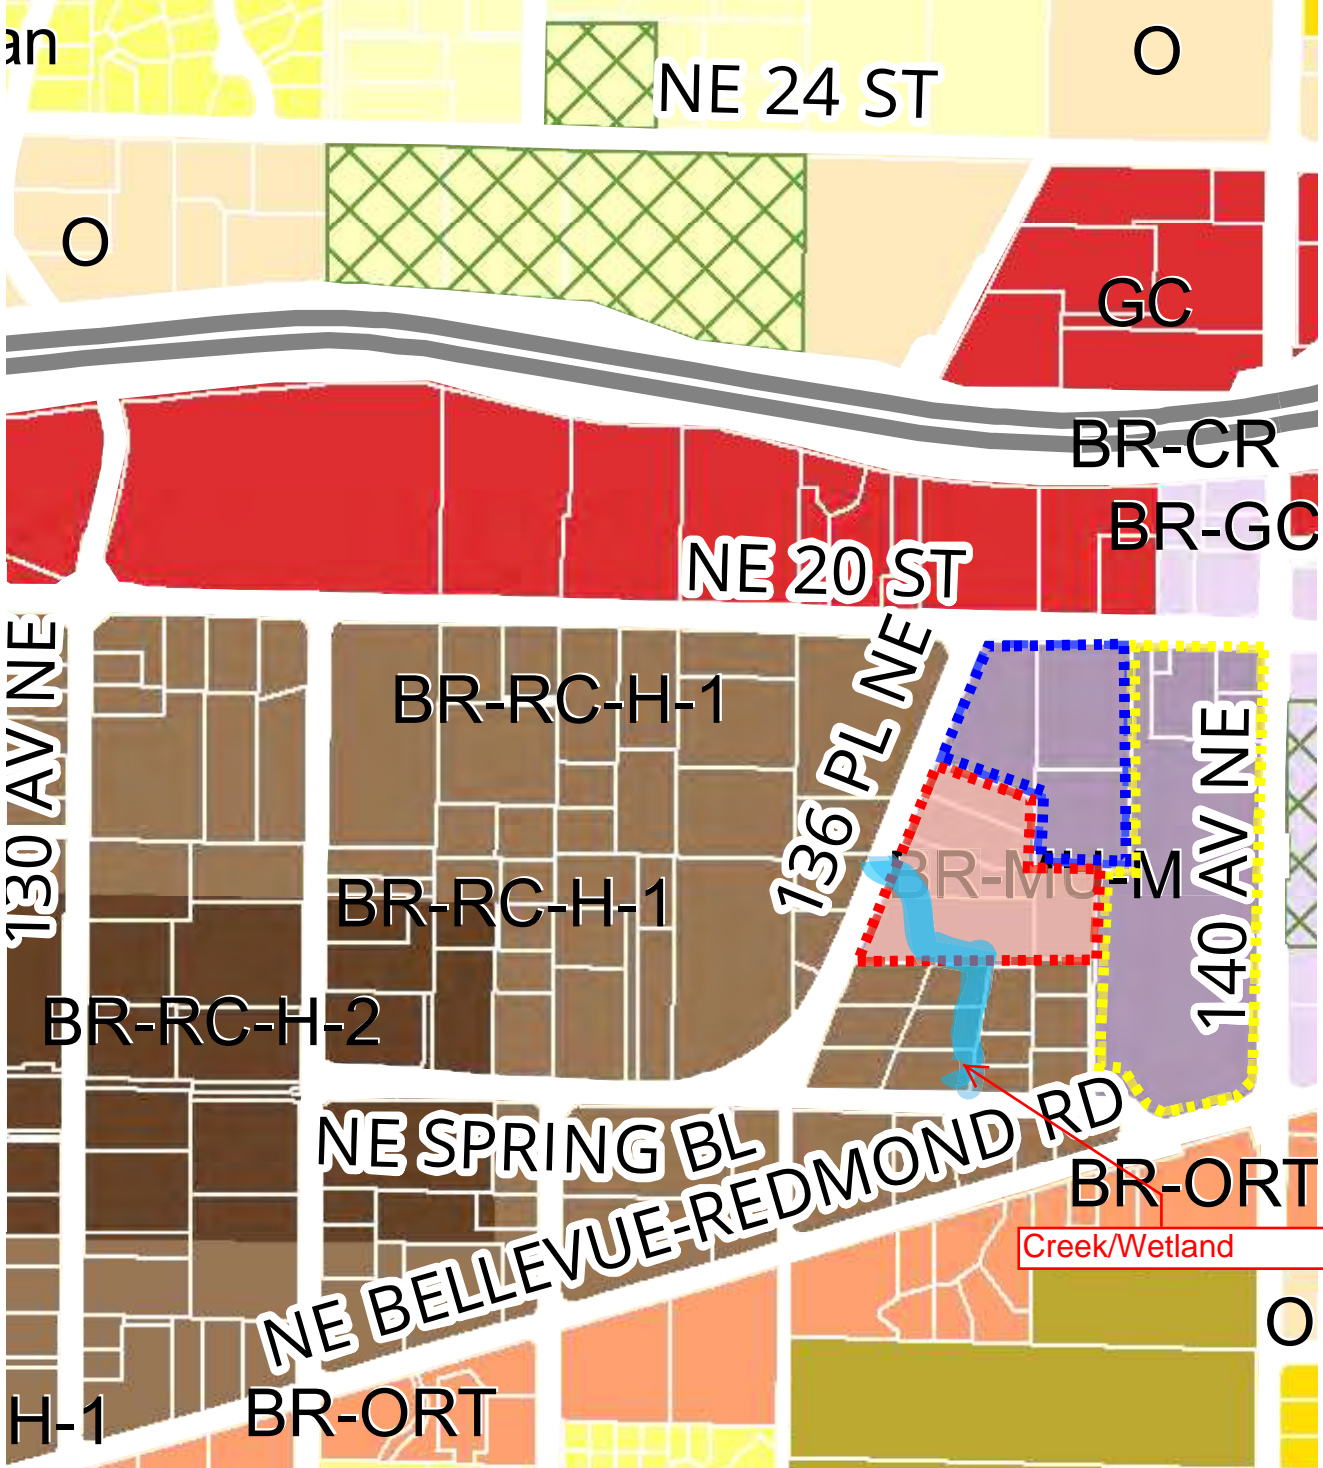 an
NE 24 ST
O
O
GC
BR-CR
BR-GC
NE 20 ST
130 AV NE
BR-RC-H-1
136 PL NE
140 AV NE
BR-MU-M
BR-RC-H-1
BR-RC-H-2
NE SPRING BL
NE BELLEVUE-REDMOND RD
BR-ORT
Creek/Wetland
O
BR-ORT
H-1